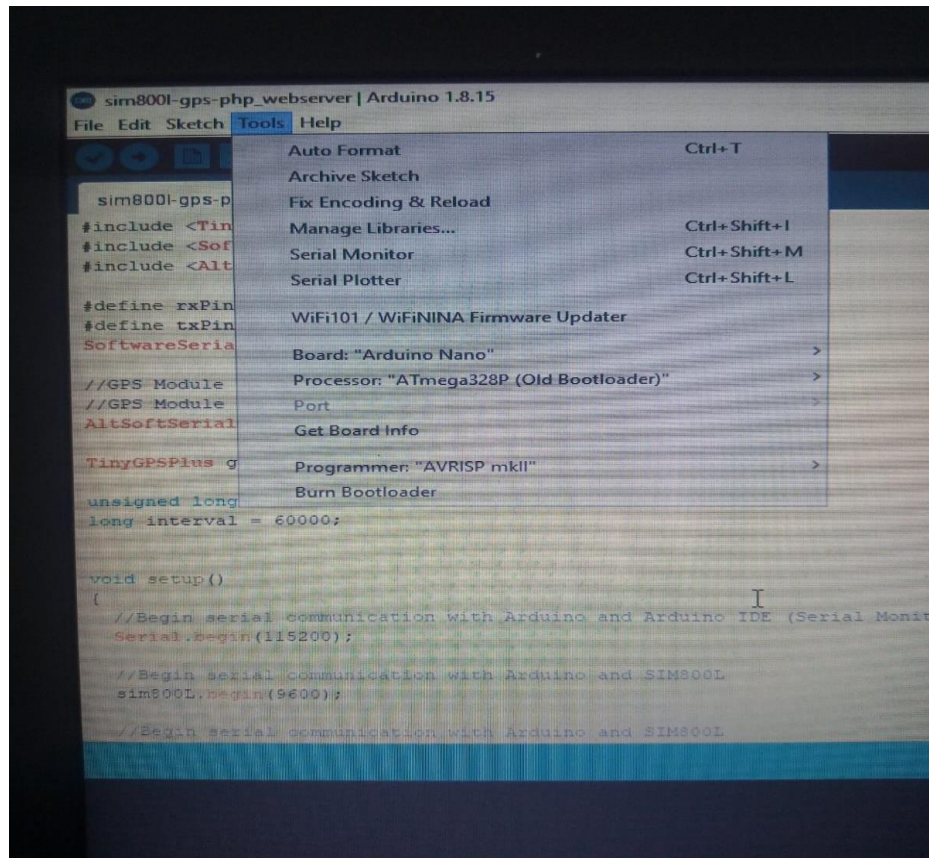 sim800l-gps-php_webserver | Arduino 1.8.15
File Edit Sketch Tools Help
Auto Format Ctrl+T
Archive Sketch
sim800l-gps-p
Fix Encoding & Reload
#include <Tin
Manage Libraries... Ctrl+Shift+I
#include <Sof
Serial Monitor Ctrl+Shift+M
#include <Alt
Serial Plotter Ctrl+Shift+L
#define rxPin
WiFi101 / WiFiNINA Firmware Updater
#define txPin
SoftwareSeria
Board: "Arduino Nano"
//GPS Module
Processor: "ATmega328P (Old Bootloader)"
//GPS Module
Port
AltSoftSerial
Get Board Info
TinyGPSPlus g
Programmer: "AVRISP mkII"
unsigned long
Burn Bootloader
long interval = 60000;
void setup()
{
//Begin serial communication with Arduino and Arduino IDE (Serial Monit
Serial.begin(115200);
//Begin serial communication with Arduino and SIM800L
sim800L.begin(9600);
//Begin serial communication with Arduino and SIM800L